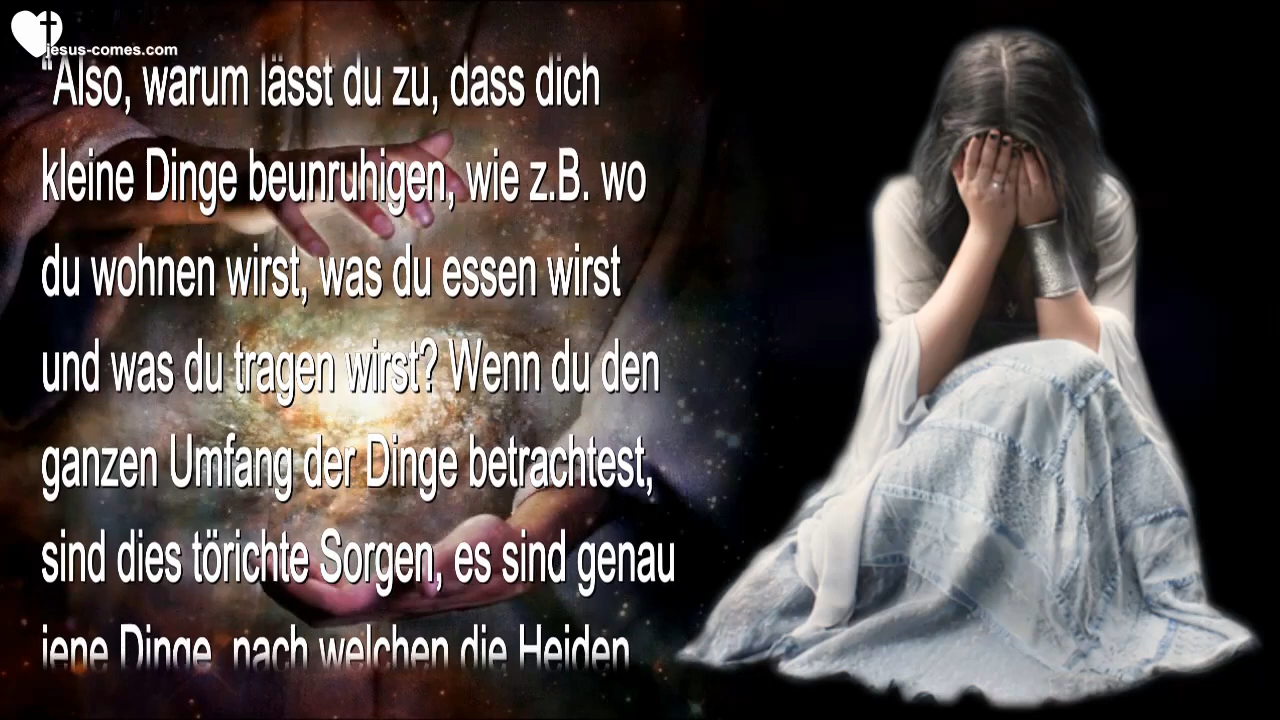 jesus-comes.com
“Also, warum lässt du zu, dass dich
kleine Dinge beunruhigen, wie z.B. wo
du wohnen wirst, was du essen wirst
und was du tragen wirst? Wenn du den
ganzen Umfang der Dinge betrachtest,
sind dies törichte Sorgen, es sind genau
jene Dinge, nach welchen die Heiden